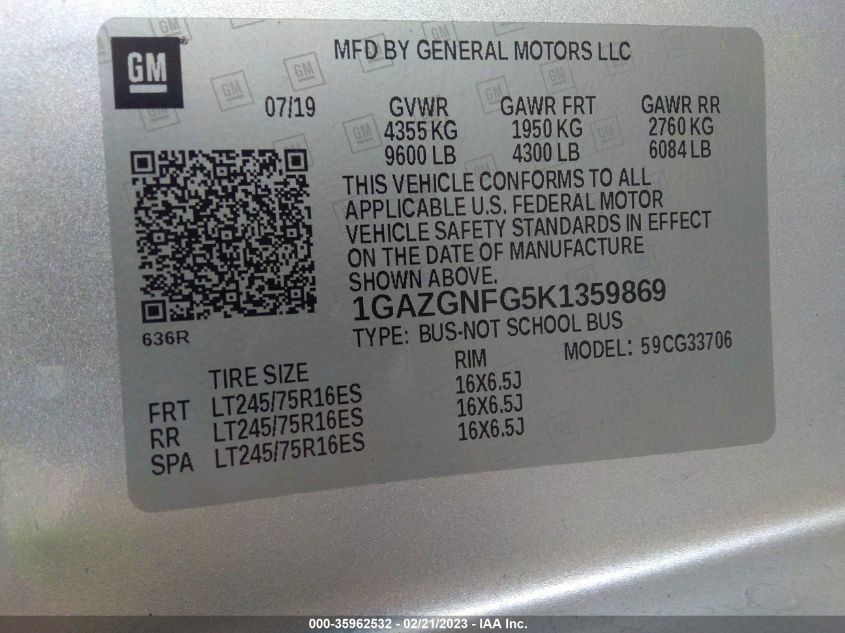 GM
MFD BY GENERAL MOTORS LLC
07/19 GVWR GAWR FRT GAWR RR
4355 KG 1950 KG 2760 KG
9600 LB 4300 LB 6084 LB
THIS VEHICLE CONFORMS TO ALL
APPLICABLE U.S. FEDERAL MOTOR
VEHICLE SAFETY STANDARDS IN EFFECT
ON THE DATE OF MANUFACTURE
SHOWN ABOVE.
1GAZGNFG5K1359869
636R
TYPE: BUS-NOT SCHOOL BUS
MODEL: 59CG33706
TIRE SIZE RIM
FRT LT245/75R16ES 16X6.5J
RR LT245/75R16ES 16X6.5J
SPA LT245/75R16ES 16X6.5J
000-35962532 - 02/21/2023 - IAA Inc.